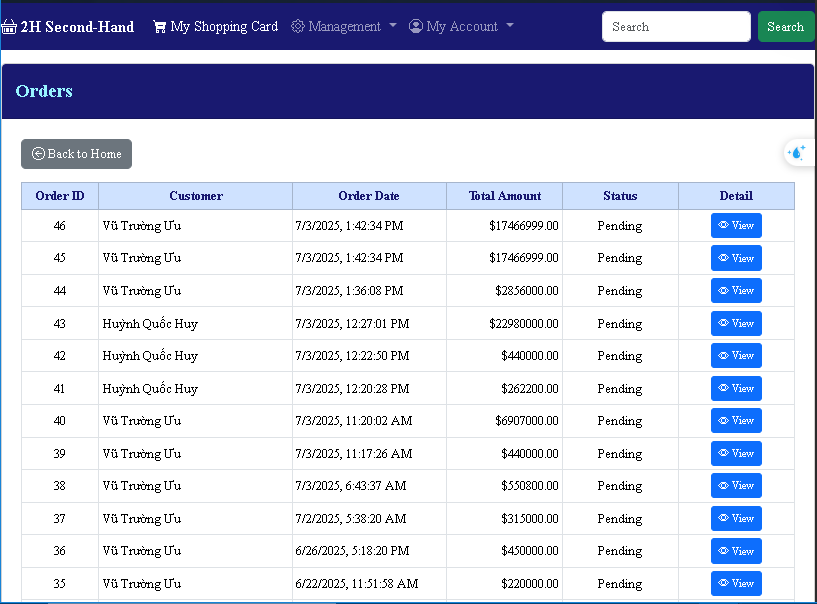 2H Second-Hand My Shopping Card Management My Account Search Search
Orders
Back to Home
Order ID Customer Order Date Total Amount Status Detail
46 Vũ Trường Ưu 7/3/2025, 1:42:34 PM $17466999.00 Pending View
45 Vũ Trường Ưu 7/3/2025, 1:42:34 PM $17466999.00 Pending View
44 Vũ Trường Ưu 7/3/2025, 1:36:08 PM $2856000.00 Pending View
43 Huỳnh Quốc Huy 7/3/2025, 12:27:01 PM $22980000.00 Pending View
42 Huỳnh Quốc Huy 7/3/2025, 12:22:50 PM $440000.00 Pending View
41 Huỳnh Quốc Huy 7/3/2025, 12:20:28 PM $262200.00 Pending View
40 Vũ Trường Ưu 7/3/2025, 11:20:02 AM $6907000.00 Pending View
39 Vũ Trường Ưu 7/3/2025, 11:17:26 AM $440000.00 Pending View
38 Vũ Trường Ưu 7/3/2025, 6:43:37 AM $550800.00 Pending View
37 Vũ Trường Ưu 7/2/2025, 5:38:20 AM $315000.00 Pending View
36 Vũ Trường Ưu 6/26/2025, 5:18:20 PM $450000.00 Pending View
35 Vũ Trường Ưu 6/22/2025, 11:51:58 AM $220000.00 Pending View